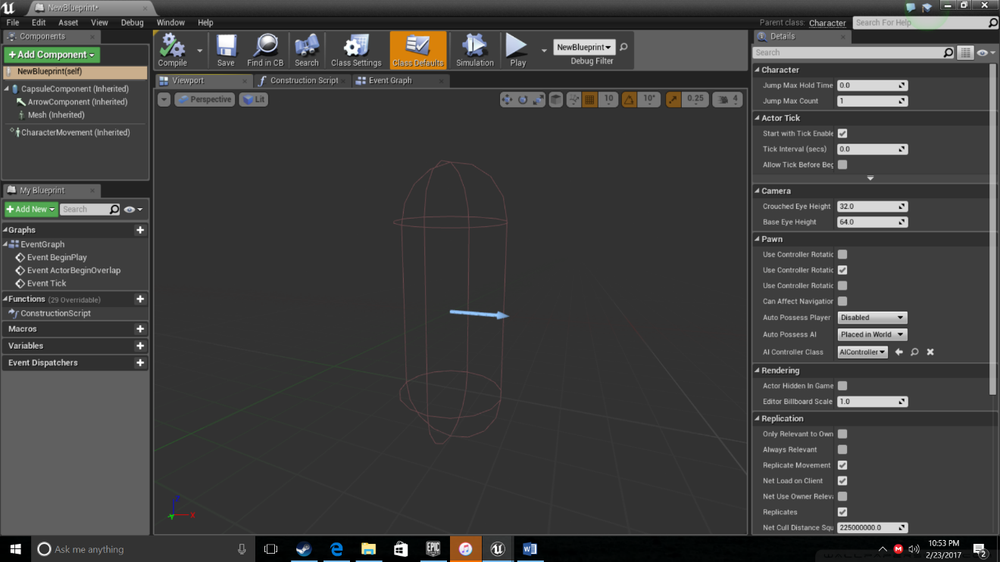 NewBlueprint*
File Edit Asset View Debug Window Help
Parent class: Character Search For Help
Components
+Add Component
NewBlueprint(self)
CapsuleComponent (Inherited)
ArrowComponent (Inherited)
Mesh (Inherited)
CharacterMovement (Inherited)
My Blueprint
+Add New Search
Graphs
EventGraph
Event BeginPlay
Event ActorBeginOverlap
Event Tick
Functions (29 Overridable)
ConstructionScript
Macros
Variables
Event Dispatchers
Compile Save Find in CB Search Class Settings Class Defaults Simulation Play
NewBlueprint
Debug Filter
Viewport Construction Script Event Graph
Perspective Lit 10 10° 0.25 4
Z
X
Y
Details
Search
Character
Jump Max Hold Time 0.0
Jump Max Count 1
Actor Tick
Start with Tick Enable
Tick Interval (secs) 0.0
Allow Tick Before Beg
Camera
Crouched Eye Height 32.0
Base Eye Height 64.0
Pawn
Use Controller Rotatic
Use Controller Rotatic
Use Controller Rotatic
Can Affect Navigation
Auto Possess Player Disabled
Auto Possess AI Placed in World
AI Controller Class AIController
Rendering
Actor Hidden In Game
Editor Billboard Scale 1.0
Replication
Only Relevant to Own
Always Relevant
Replicate Movement
Net Load on Client
Net Use Owner Releva
Replicates
Net Cull Distance Squ 225000000.0
Ask me anything
EPIC
GAMES
10:53 PM
2/23/2017
2